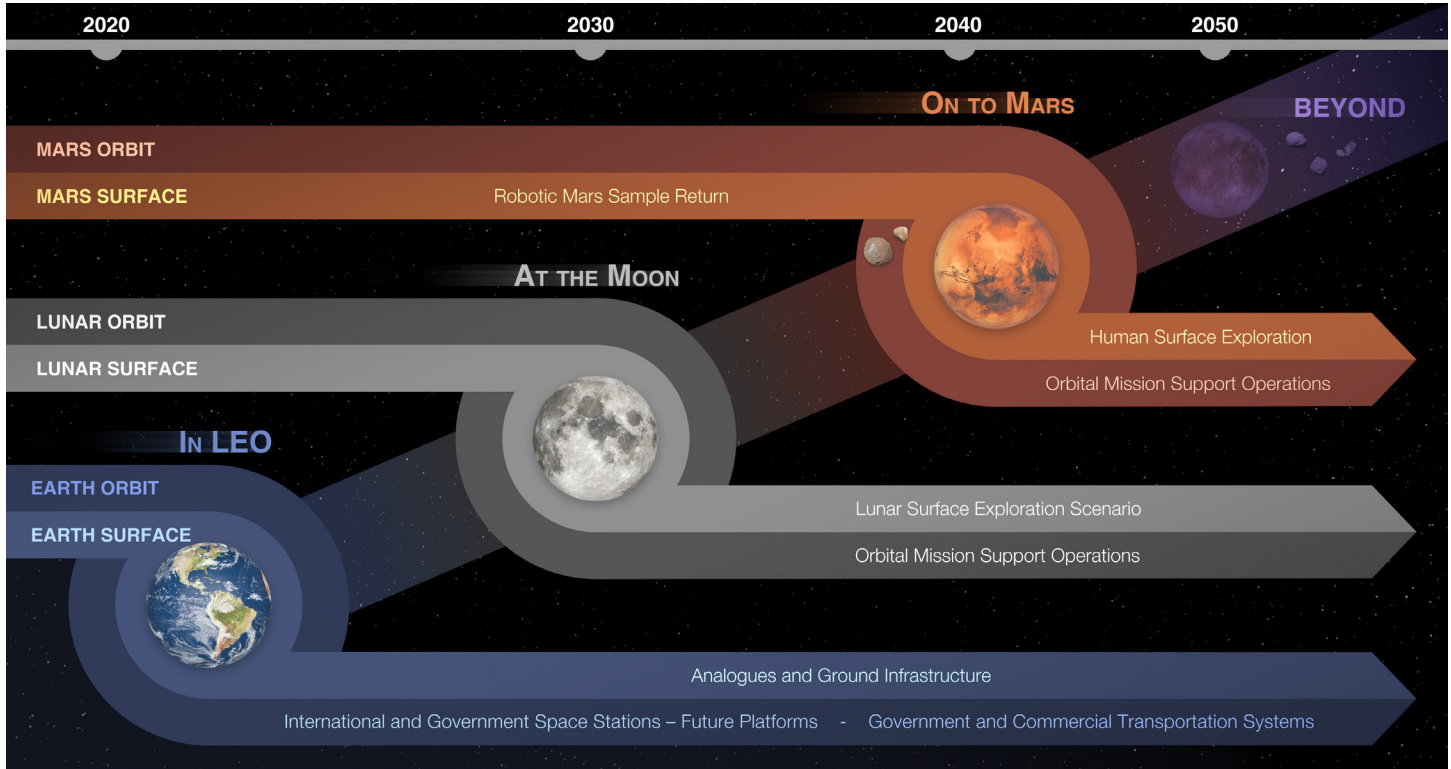 2020 2030 2040 2050
On to Mars
BEYOND
MARS ORBIT
MARS SURFACE
Robotic Mars Sample Return
At the Moon
LUNAR ORBIT
LUNAR SURFACE
Human Surface Exploration
Orbital Mission Support Operations
In LEO
EARTH ORBIT
EARTH SURFACE
Lunar Surface Exploration Scenario
Orbital Mission Support Operations
Analogues and Ground Infrastructure
International and Government Space Stations – Future Platforms - Government and Commercial Transportation Systems